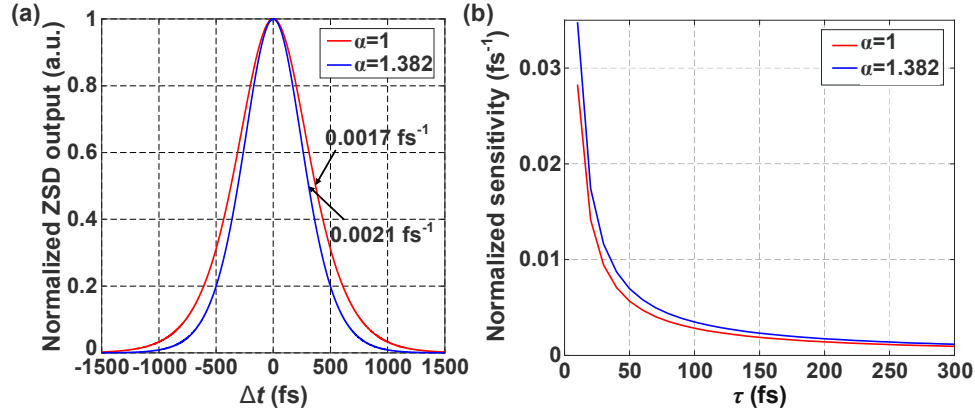 (a)
Normalized ZSD output (a.u.)
1
0.8
0.6
0.4
0.2
0
-1500
-1000
-500
0
500
1000
1500
Δt (fs)
α=1
α=1.382
0.0017 fs⁻¹
0.0021 fs⁻¹
(b)
Normalized sensitivity (fs⁻¹)
0.03
0.02
0.01
0
0
50
100
150
200
250
300
τ (fs)
α=1
α=1.382